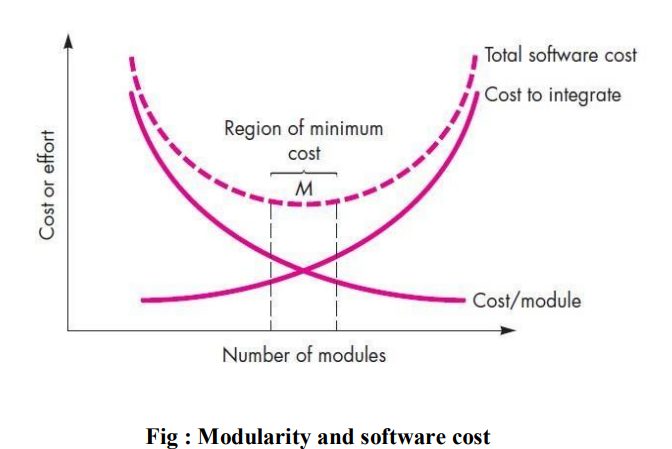 Total software cost
Cost to integrate
Region of minimum
cost
M
Cost or effort
Cost/module
Number of modules
Fig : Modularity and software cost